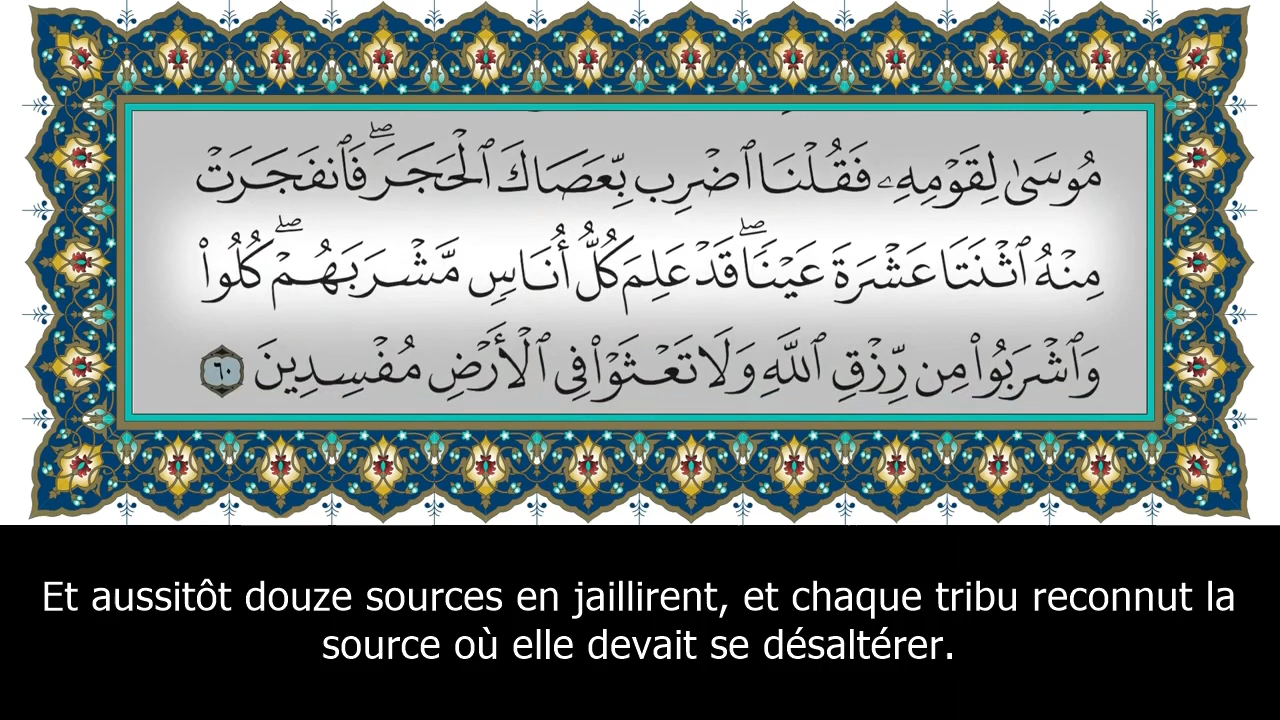 مُوسَىٰ لِقَوْمِهِۦ فَقُلْنَا ٱضْرِب بِّعَصَاكَ ٱلْحَجَرَ ۖ فَٱنفَجَرَتْ
مِنْهُ ٱثْنَتَا عَشْرَةَ عَيْنًا ۖ قَدْ عَلِمَ كُلُّ أُنَاسٍ مَّشْرَبَهُمْ ۖ كُلُوا۟
وَٱشْرَبُوا۟ مِن رِّزْقِ ٱللَّهِ وَلَا تَعْثَوْا۟ فِى ٱلْأَرْضِ مُفْسِدِينَ ٦٠
Et aussitôt douze sources en jaillirent, et chaque tribu reconnut la
source où elle devait se désaltérer.